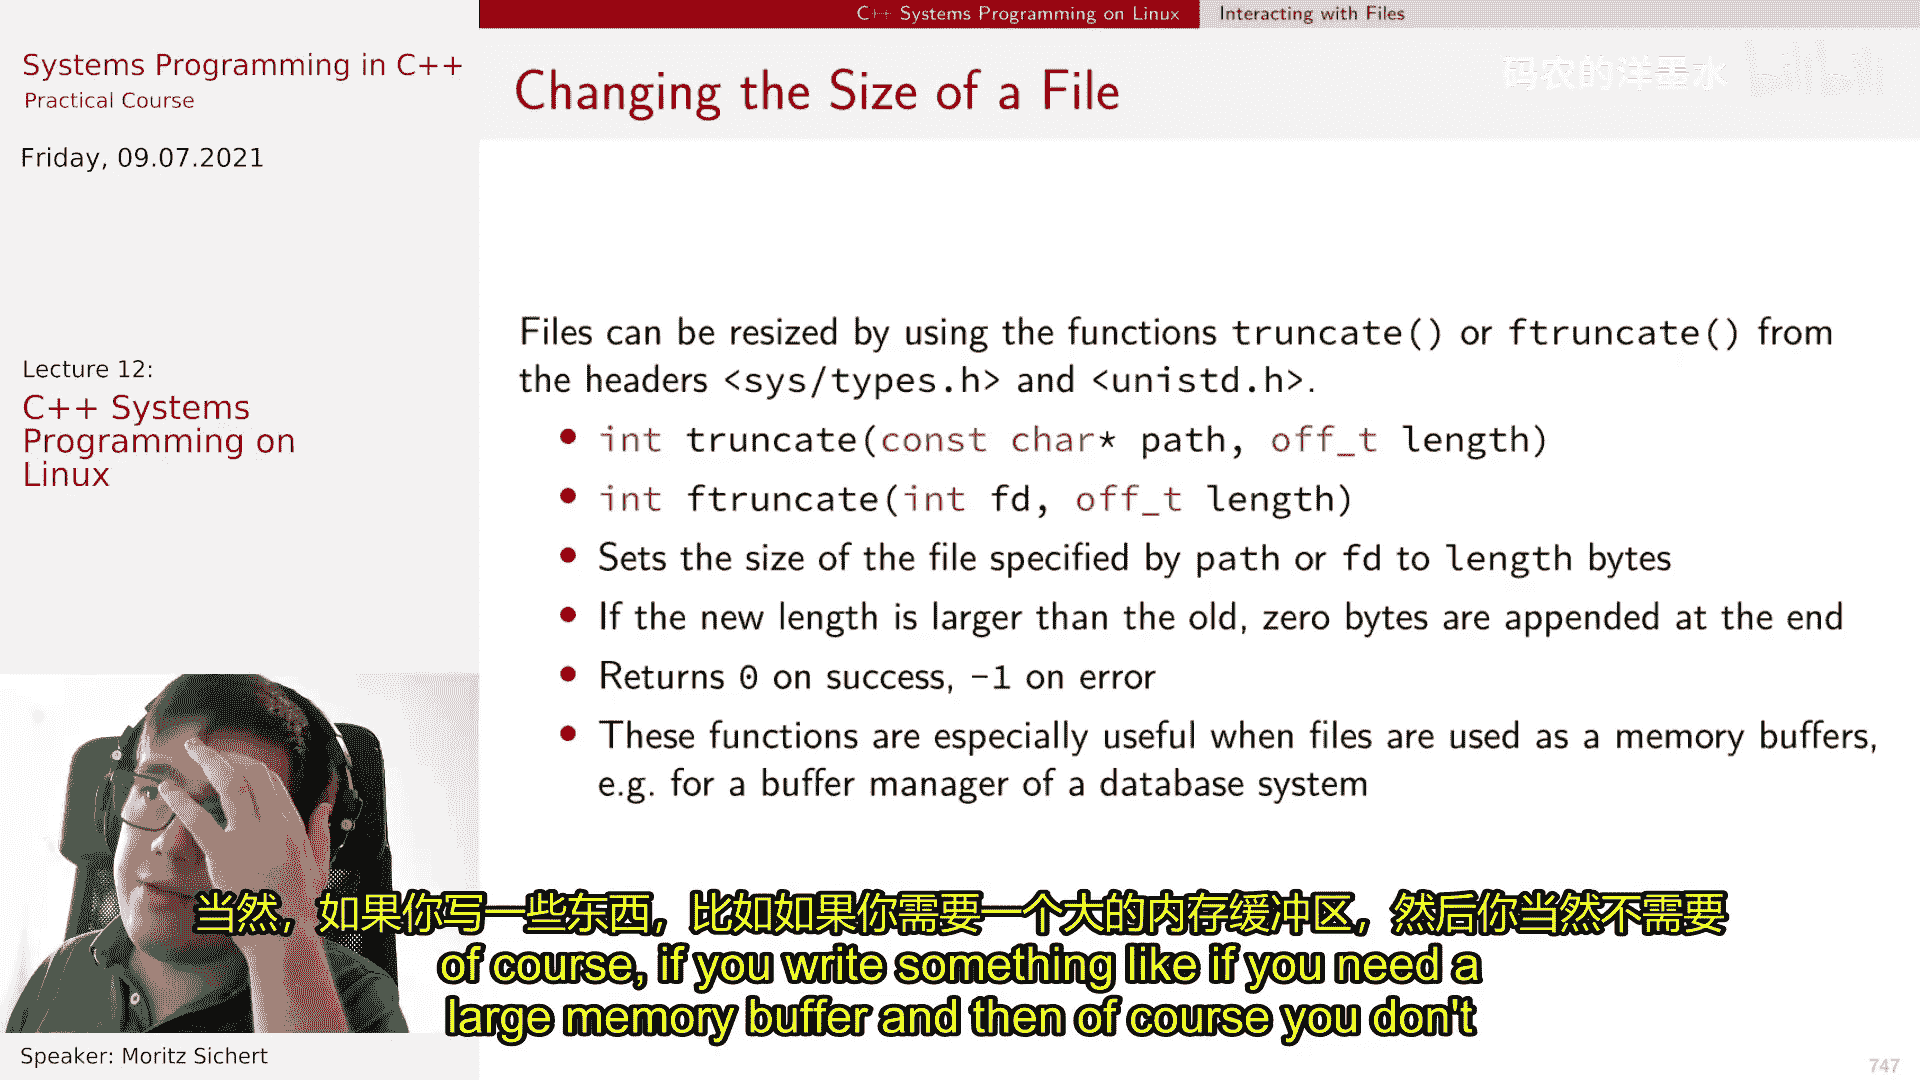 C++ Systems Programming on Linux
Interacting with Files
Systems Programming in C++
Practical Course
Friday, 09.07.2021
Changing the Size of a File
码农的洋墨水
bilibili
Files can be resized by using the functions truncate() or ftruncate() from
the headers <sys/types.h> and <unistd.h>.
• int truncate(const char* path, off_t length)
• int ftruncate(int fd, off_t length)
• Sets the size of the file specified by path or fd to length bytes
• If the new length is larger than the old, zero bytes are appended at the end
• Returns 0 on success, -1 on error
• These functions are especially useful when files are used as a memory buffers,
e.g. for a buffer manager of a database system
Lecture 12:
C++ Systems
Programming on
Linux
当然，如果你写一些东西，比如如果你需要一个大的内存缓冲区，然后你当然不需要
of course, if you write something like if you need a
large memory buffer and then of course you don't
Speaker: Moritz Sichert
747